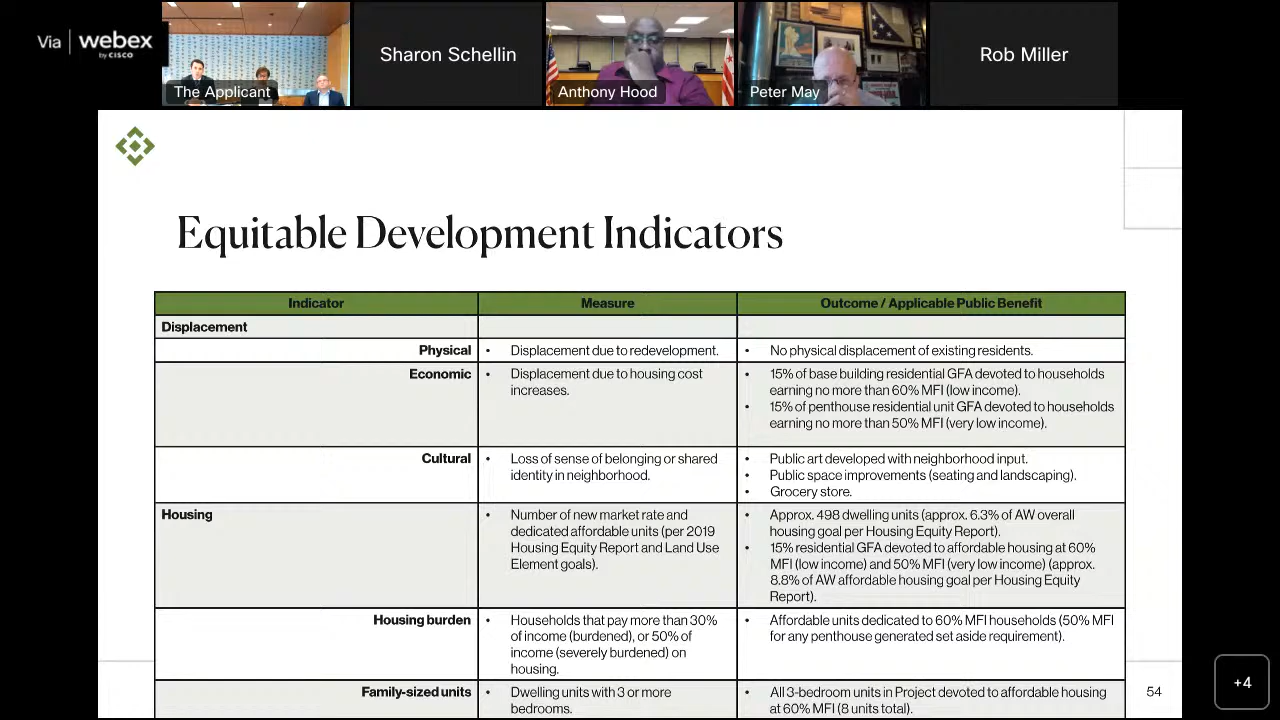 Via | webex
by CISCO
The Applicant
Sharon Schellin
Anthony Hood
Peter May
Rob Miller
Equitable Development Indicators
Indicator
Measure
Outcome / Applicable Public Benefit
Displacement
Physical
• Displacement due to redevelopment.
• No physical displacement of existing residents.
Economic
• Displacement due to housing cost
increases.
• 15% of base building residential GFA devoted to households
earning no more than 60% MFI (low income).
• 15% of penthouse residential unit GFA devoted to households
earning no more than 50% MFI (very low income).
Cultural
• Loss of sense of belonging or shared
identity in neighborhood.
• Public art developed with neighborhood input.
• Public space improvements (seating and landscaping).
• Grocery store.
Housing
• Number of new market rate and
dedicated affordable units (per 2019
Housing Equity Report and Land Use
Element goals).
• Approx. 498 dwelling units (approx. 6.3% of AW overall
housing goal per Housing Equity Report).
• 15% residential GFA devoted to affordable housing at 60%
MFI (low income) and 50% MFI (very low income) (approx.
8.8% of AW affordable housing goal per Housing Equity
Report).
Housing burden
• Households that pay more than 30%
of income (burdened), or 50% of
income (severely burdened) on
housing.
• Affordable units dedicated to 60% MFI households (50% MFI
for any penthouse generated set aside requirement).
Family-sized units
• Dwelling units with 3 or more
bedrooms.
• All 3-bedroom units in Project devoted to affordable housing
at 60% MFI (8 units total).
54
+4